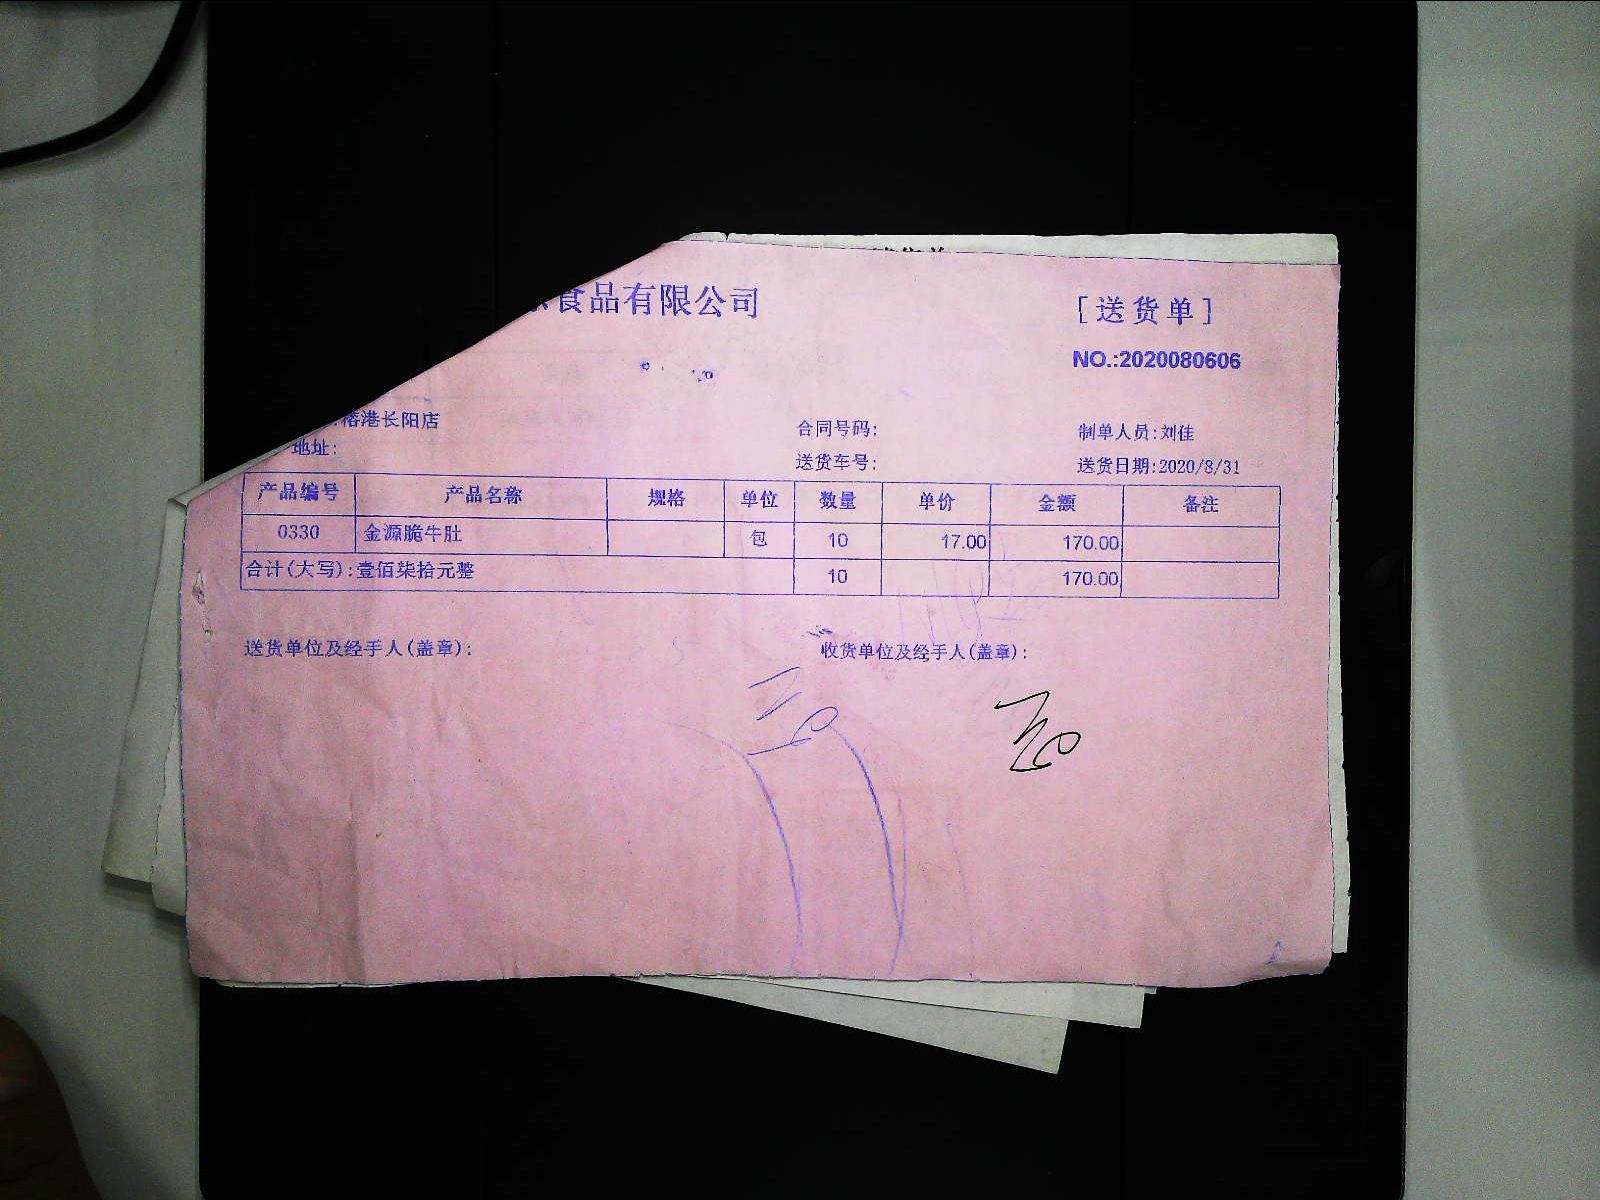 食品有限公司
[送货单]
NO.:2020080606
榕港长阳店
合同号码:
制单人员:刘佳
地址:
送货车号:
送货日期:2020/8/31
产品编号 产品名称 规格 单位 数量 单价 金额 备注
0330 金源脆牛肚 包 10 17.00 170.00
合计(大写):壹佰柒拾元整 10 170.00
送货单位及经手人(盖章):
收货单位及经手人(盖章):